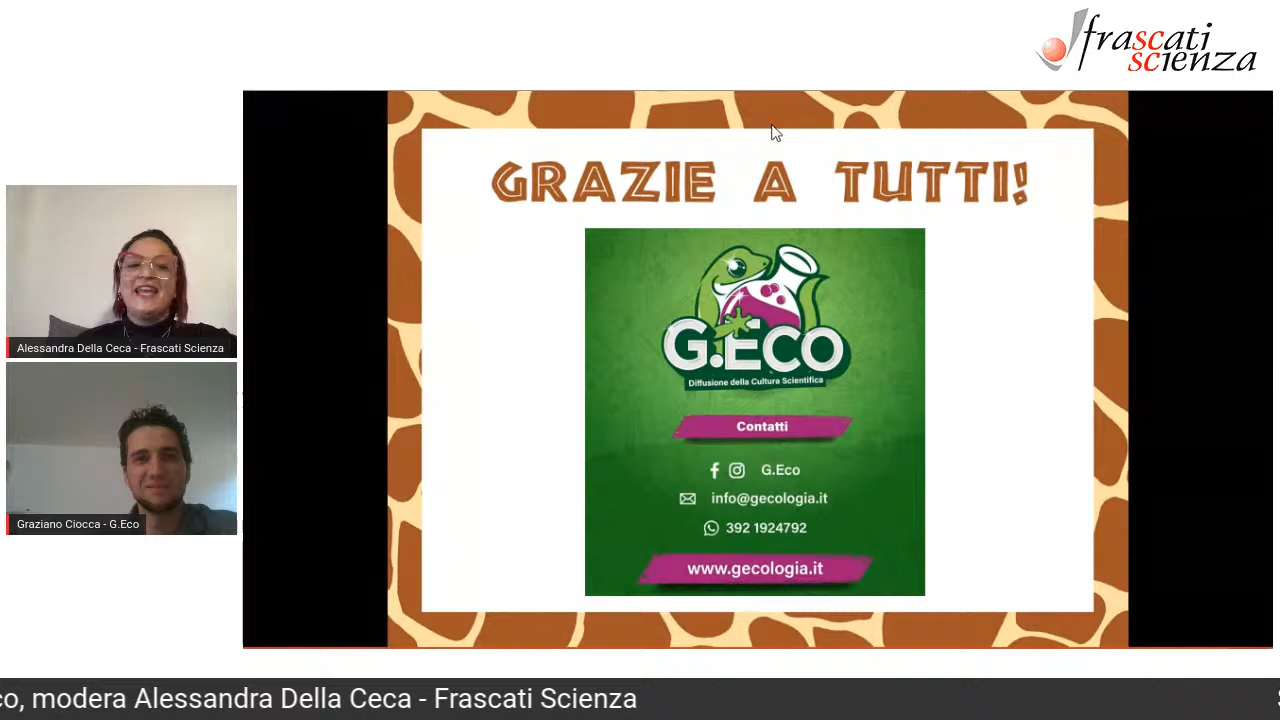 frascati
scienza
GRAZIE A TUTTI!
G.ECO
Diffusione della Cultura Scientifica
Contatti
G.Eco
info@gecologia.it
392 1924792
www.gecologia.it
Alessandra Della Ceca - Frascati Scienza
Graziano Ciocca - G.Eco
co, modera Alessandra Della Ceca - Frascati Scienza